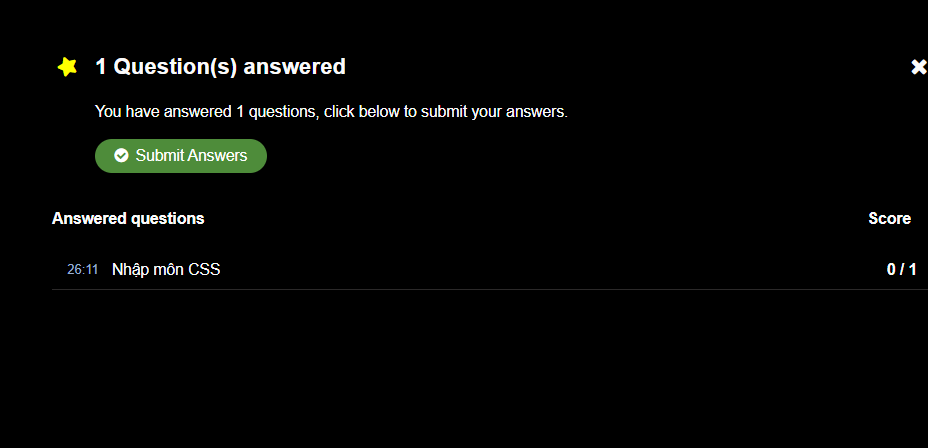 1 Question(s) answered
You have answered 1 questions, click below to submit your answers.
Submit Answers
Answered questions Score
26:11 Nhập môn CSS 0 / 1